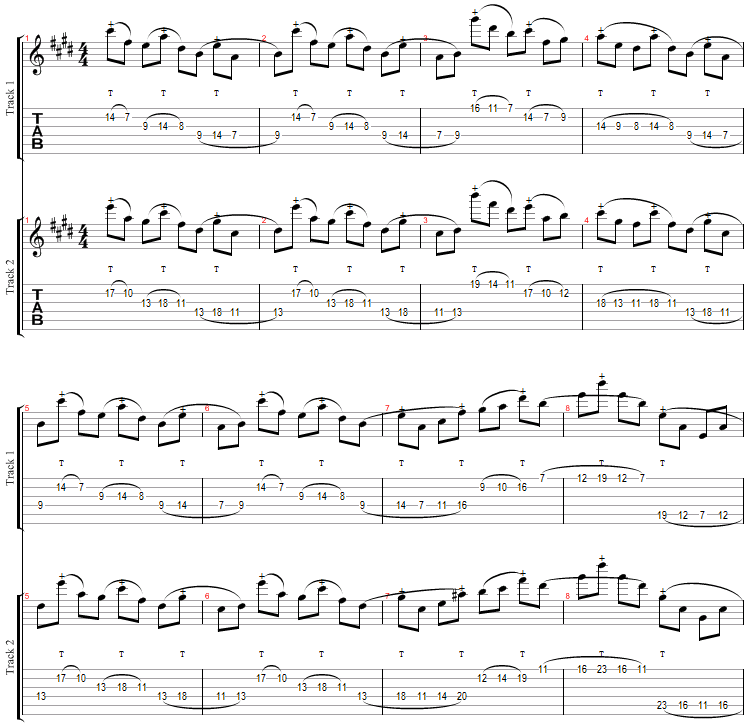 1 2 3 4
4
4
Track 1
T T T T T T T T T T T
16 11 7
T 14 7 14 7 14 7 9
A 9 14 8 9 14 8 14 9 8 14 8
B 9 14 7 9 9 14 7 9 9 14 7
1 2 3 4
4
4
Track 2
T T T T T T T T T T T
19 14 11
T 17 10 17 10 17 10 12
A 13 18 11 13 18 11 18 13 11 18 11
B 13 18 11 13 13 18 11 13 13 18 11
5 6 7 8
Track 1
T T T T T T T T T T
7 12 19 12 7
14 7 14 7 9 10 16
9 14 8 9 14 8
9 9 14 7 9 9 14 7 11 16
19 12 7 12
5 6 7 8
Track 2
T T T T T T T T T T
11 16 23 16 11
17 10 17 10 12 14 19
13 18 11 13 18 11
13 13 18 11 13 13 18 11 14 20
23 16 11 16